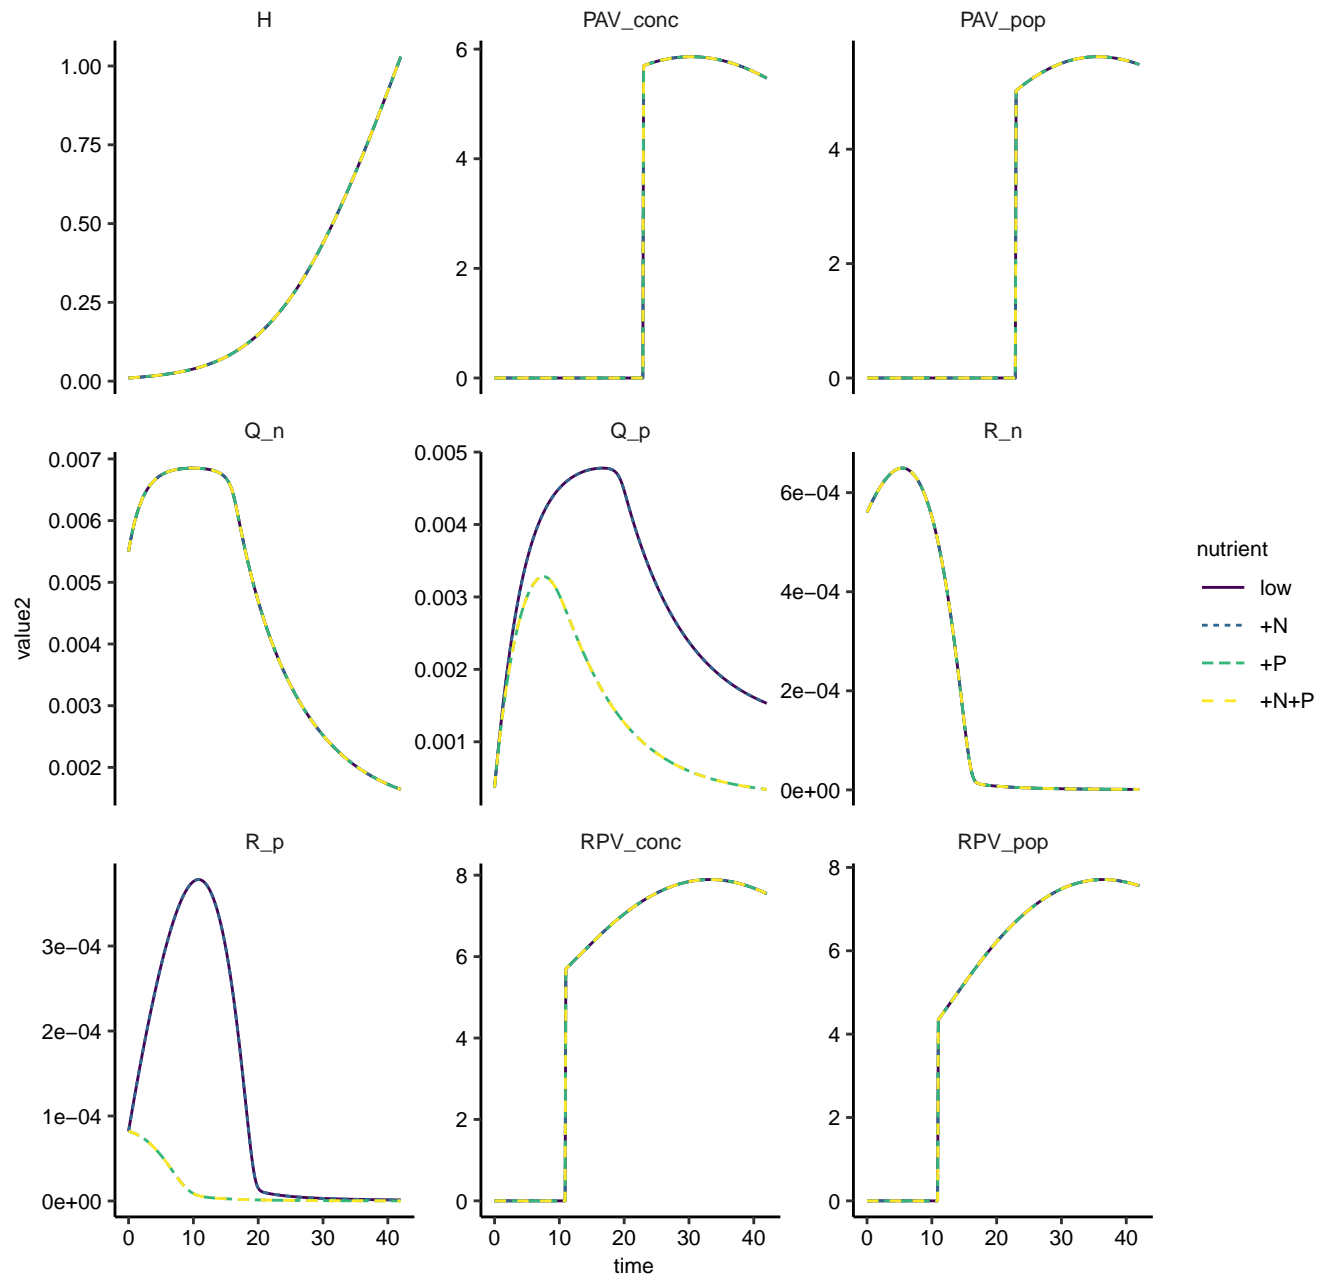 H
PAV_conc
PAV_pop
1.00
0.75
0.50
0.25
0.00
6
4
2
0
4
2
0
Q_n
Q_p
R_n
0.007
0.006
0.005
0.004
0.003
0.002
0.005
0.004
0.003
0.002
0.001
6e−04
4e−04
2e−04
0e+00
value2
nutrient
low
+N
+P
+N+P
R_p
RPV_conc
RPV_pop
3e−04
2e−04
1e−04
0e+00
8
6
4
2
0
8
6
4
2
0
0 10 20 30 40
0 10 20 30 40
0 10 20 30 40
time